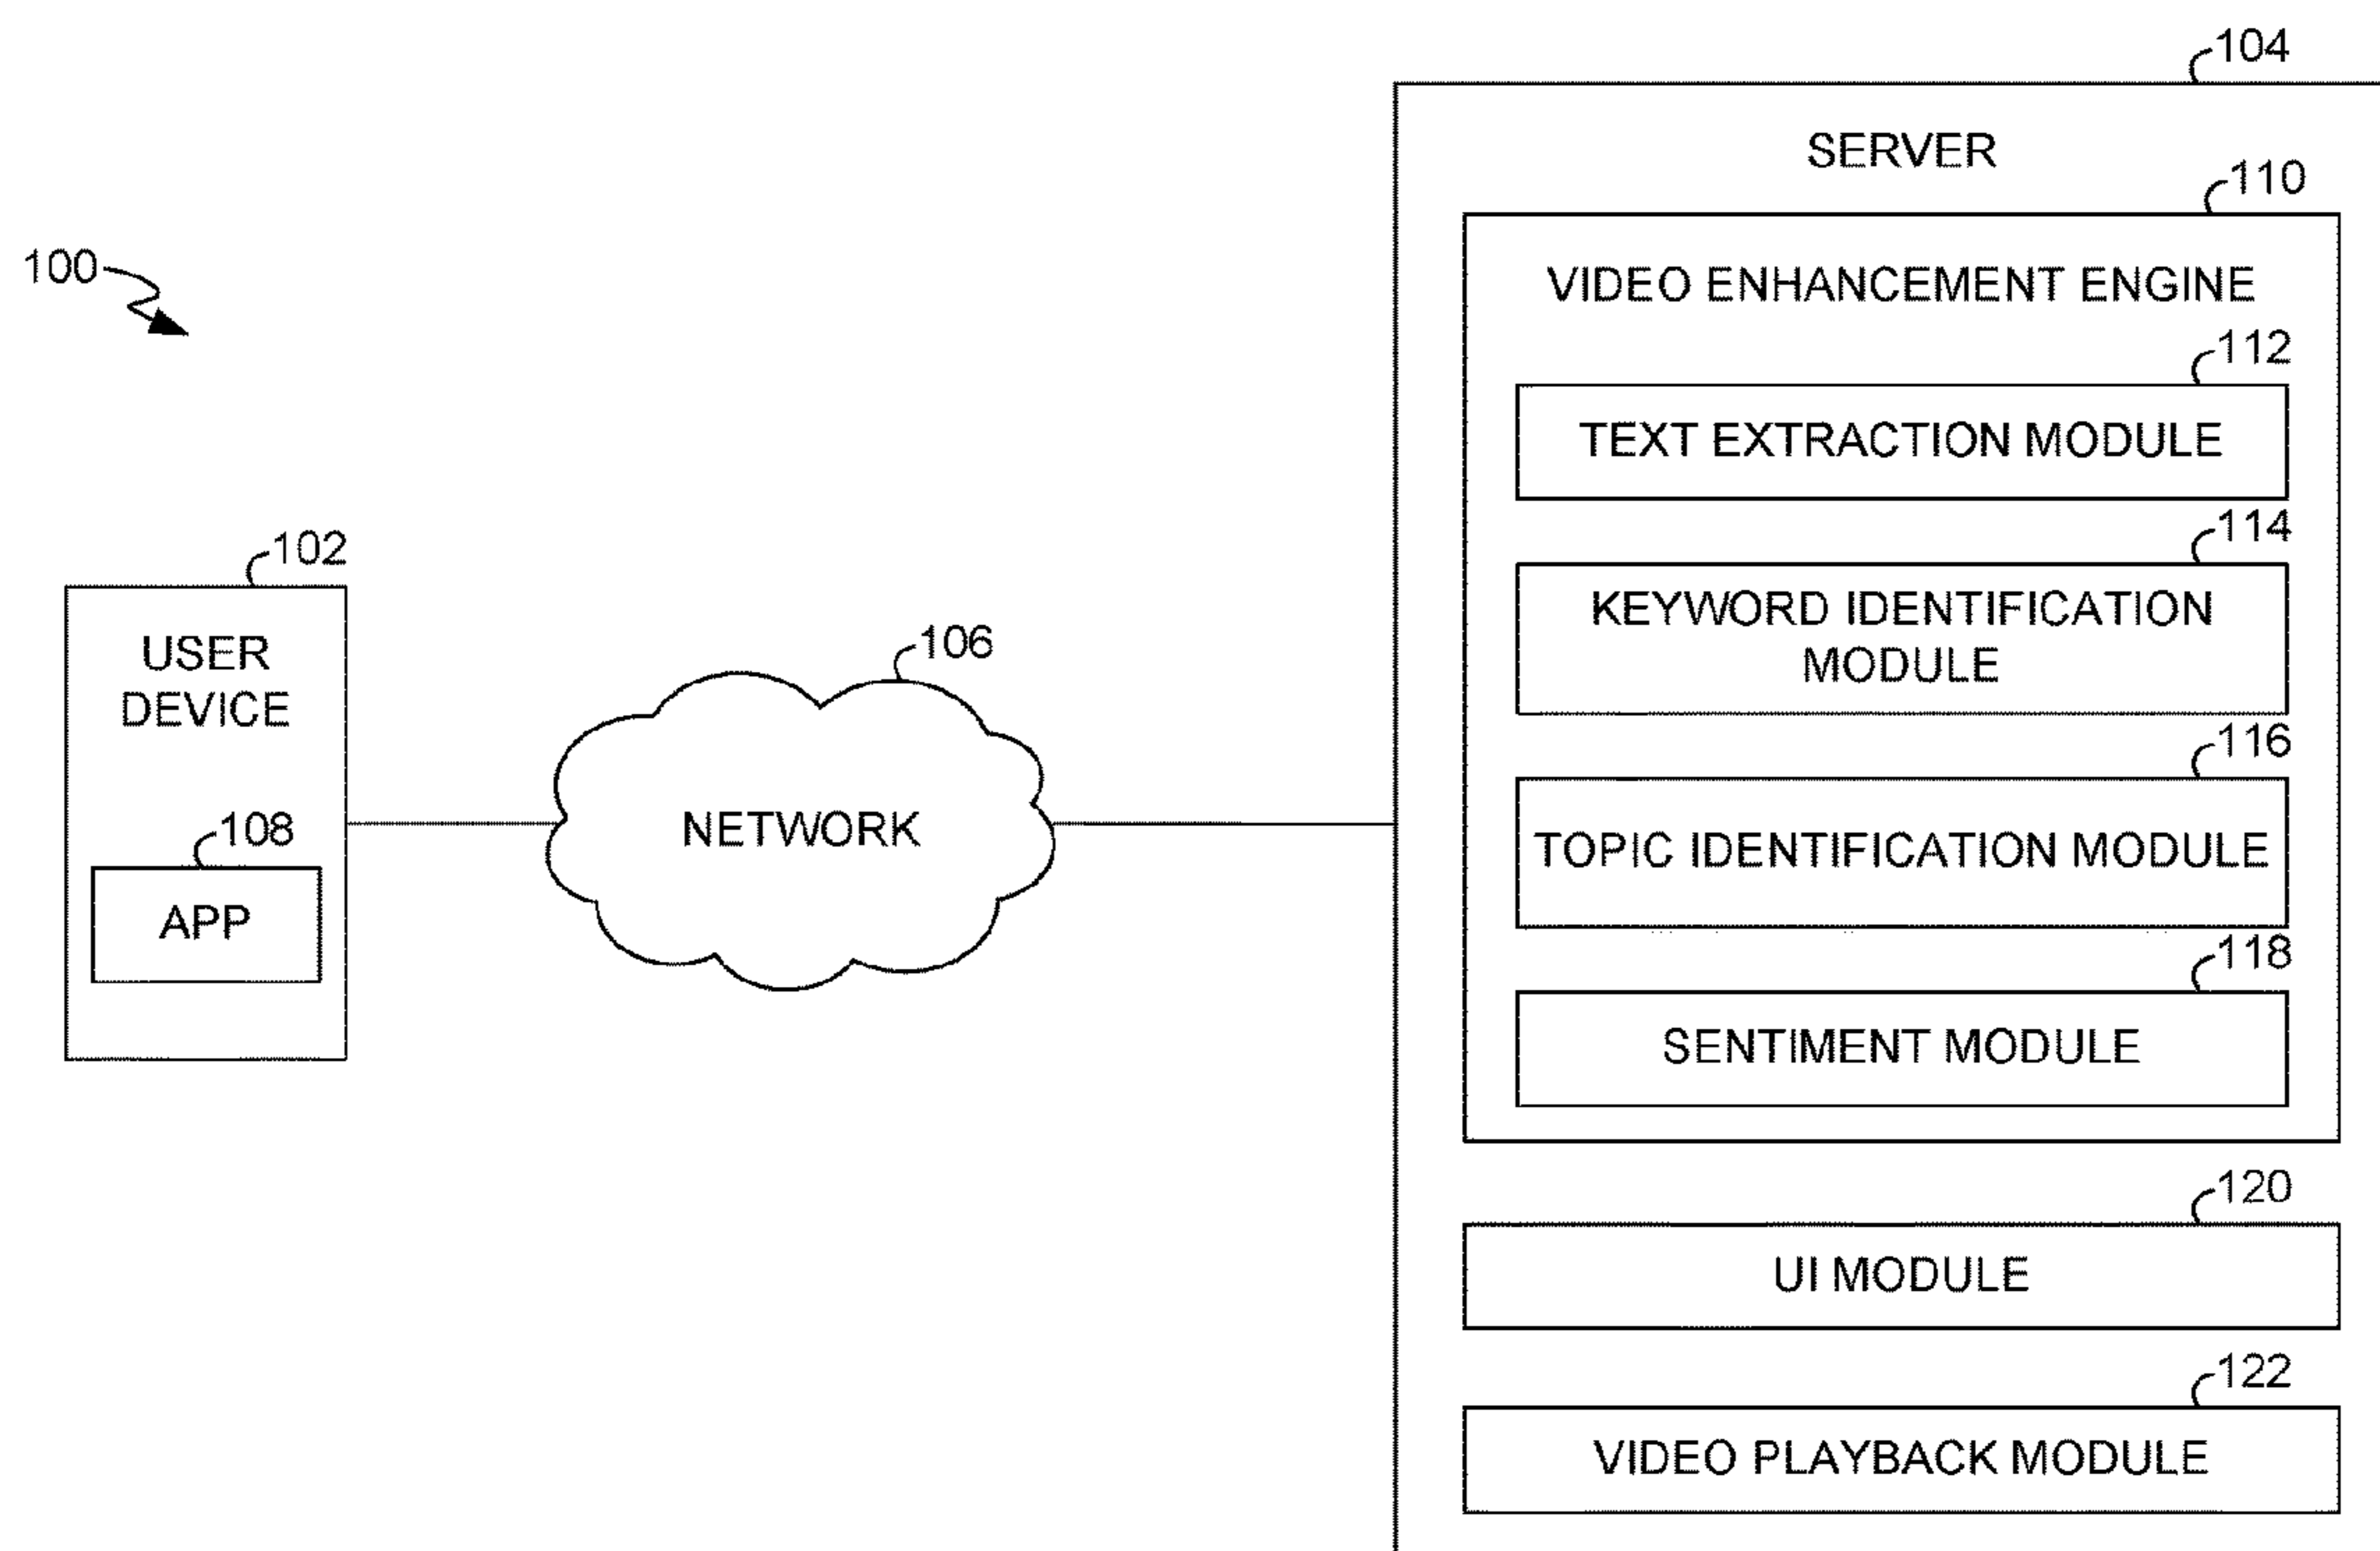 104
SERVER
110
100
VIDEO ENHANCEMENT ENGINE
112
TEXT EXTRACTION MODULE
114
102
KEYWORD IDENTIFICATION
MODULE
USER
DEVICE
106
116
108
NETWORK
TOPIC IDENTIFICATION MODULE
APP
118
SENTIMENT MODULE
120
UI MODULE
122
VIDEO PLAYBACK MODULE